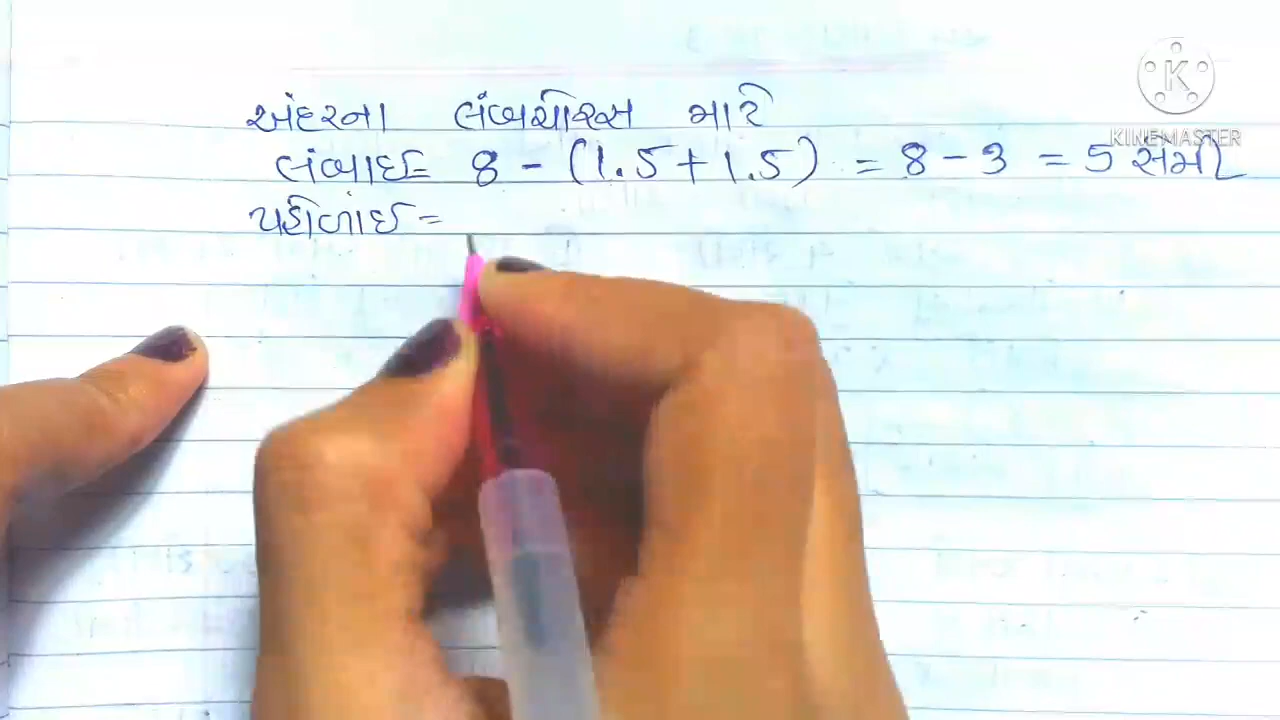 અંદરના લંબચોરસ માટે
લંબાઈ = 8 - (1.5 + 1.5) = 8 - 3 = 5 સેમી
પહોળાઈ =
K
KINEMASTER